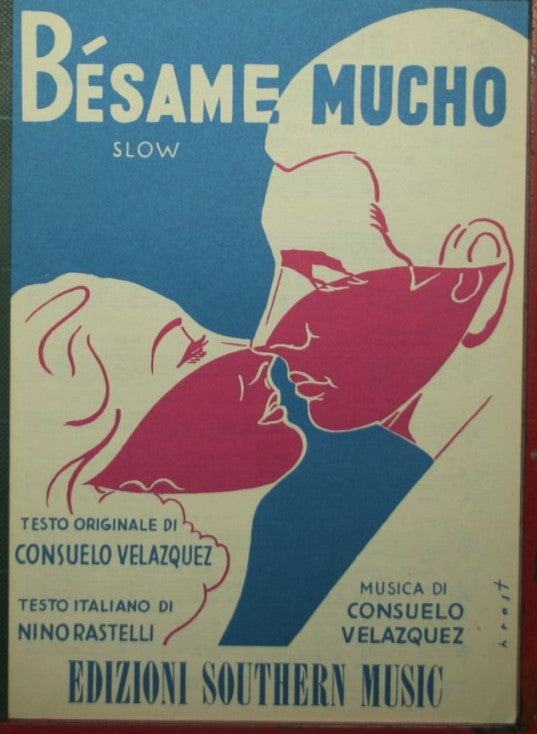 BÉSAME MUCHO
SLOW
TESTO ORIGINALE DI
CONSUELO VELAZQUEZ
TESTO ITALIANO DI
NINO RASTELLI
MUSICA DI
CONSUELO
VELAZQUEZ
EDIZIONI SOUTHERN MUSIC